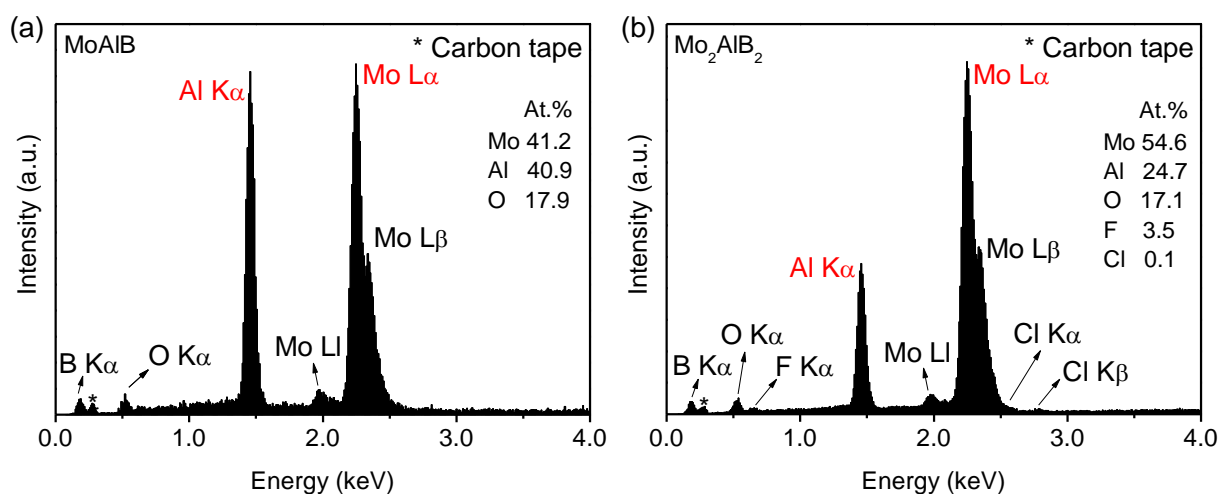 (a)
MoAlB
* Carbon tape
Al Kα
Mo Lα
At.%
Mo 41.2
Al 40.9
O 17.9
Mo Lβ
B Kα
*
O Kα
Mo Ll
Intensity (a.u.)
0.0 1.0 2.0 3.0 4.0
Energy (keV)
(b)
Mo₂AlB₂
* Carbon tape
Mo Lα
At.%
Mo 54.6
Al 24.7
O 17.1
F 3.5
Cl 0.1
Mo Lβ
Al Kα
B Kα
*
O Kα
F Kα
Mo Ll
Cl Kα
Cl Kβ
Intensity (a.u.)
0.0 1.0 2.0 3.0 4.0
Energy (keV)